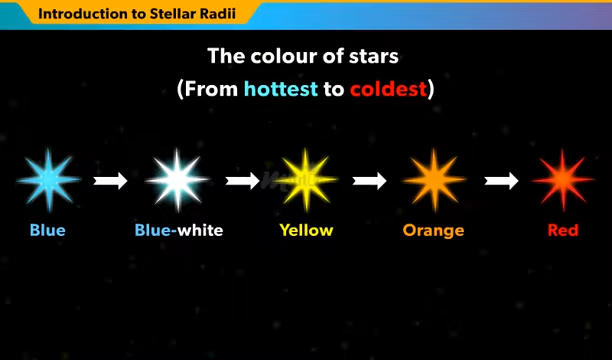 Introduction to Stellar Radii
The colour of stars
(From hottest to coldest)
Blue Blue-white Yellow Orange Red